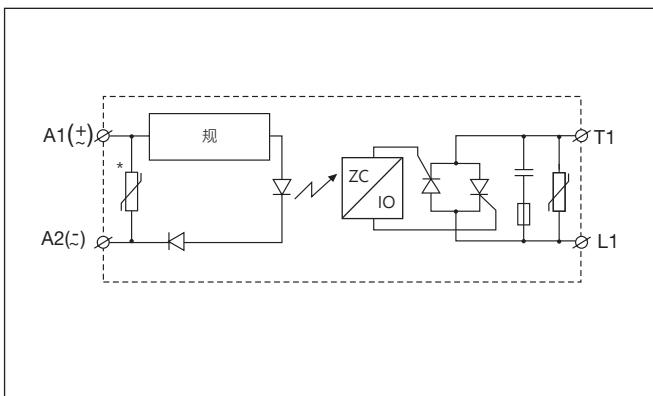 A1(+~)
规
T1
*
ZC
IO
A2(-~)
L1